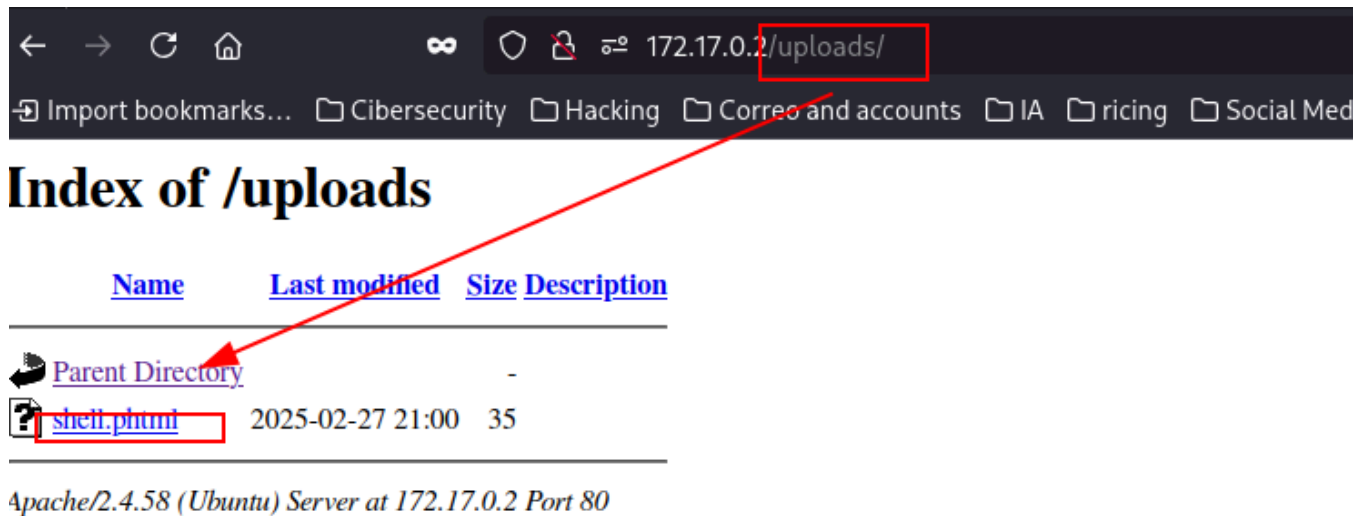 172.17.0.2/uploads/
Import bookmarks... Cibersecurity Hacking Correo and accounts IA ricing Social Med
Index of /uploads
Name Last modified Size Description
Parent Directory -
shell.phtml 2025-02-27 21:00 35
Apache/2.4.58 (Ubuntu) Server at 172.17.0.2 Port 80